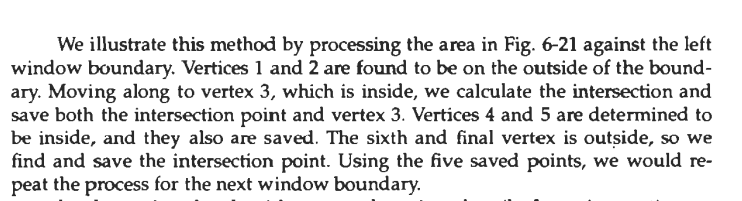 We illustrate this method by processing the area in Fig. 6-21 against the left
window boundary. Vertices 1 and 2 are found to be on the outside of the bound-
ary. Moving along to vertex 3, which is inside, we calculate the intersection and
save both the intersection point and vertex 3. Vertices 4 and 5 are determined to
be inside, and they also are saved. The sixth and final vertex is outside, so we
find and save the intersection point. Using the five saved points, we would re-
peat the process for the next window boundary.